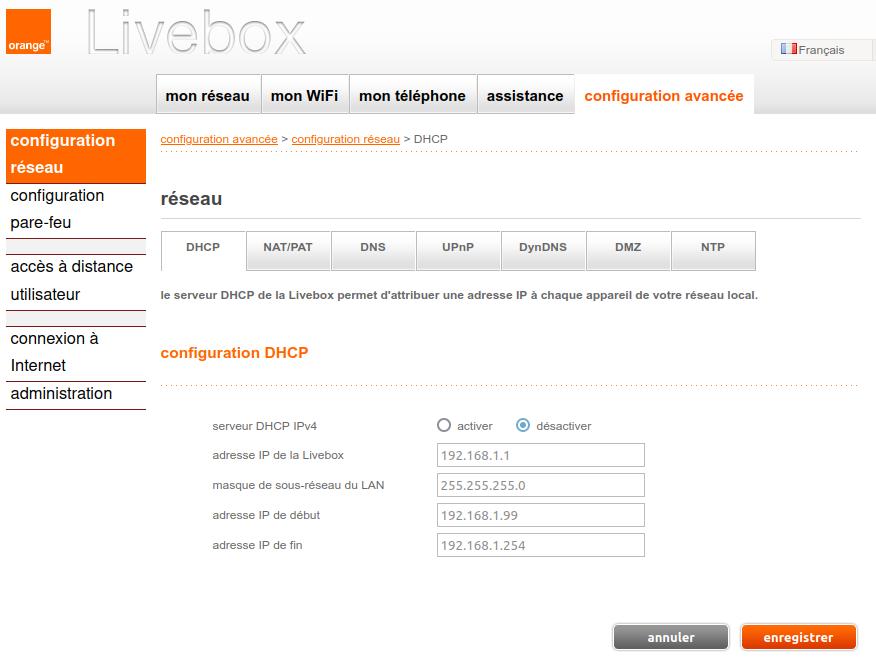 orange™
Livebox
Français
mon réseau
mon WiFi
mon téléphone
assistance
configuration avancée
configuration
réseau
configuration
pare-feu
accès à distance
utilisateur
connexion à
Internet
administration
configuration avancée > configuration réseau > DHCP
réseau
DHCP
NAT/PAT
DNS
UPnP
DynDNS
DMZ
NTP
le serveur DHCP de la Livebox permet d'attribuer une adresse IP à chaque appareil de votre réseau local.
configuration DHCP
serveur DHCP IPv4
activer
désactiver
adresse IP de la Livebox
192.168.1.1
masque de sous-réseau du LAN
255.255.255.0
adresse IP de début
192.168.1.99
adresse IP de fin
192.168.1.254
annuler
enregistrer